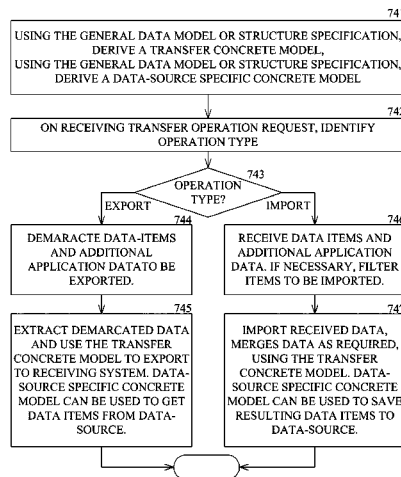 741
USING THE GENERAL DATA MODEL OR STRUCTURE SPECIFICATION,
DERIVE A TRANSFER CONCRETE MODEL,
USING THE GENERAL DATA MODEL OR STRUCTURE SPECIFICATION,
DERIVE A DATA-SOURCE SPECIFIC CONCRETE MODEL
742
ON RECEIVING TRANSFER OPERATION REQUEST, IDENTIFY
OPERATION TYPE
743
OPERATION
TYPE?
EXPORT
IMPORT
744
DEMARACTE DATA-ITEMS
AND ADDITIONAL
APPLICATION DATATO BE
EXPORTED.
746
RECEIVE DATA ITEMS AND
ADDITIONAL APPLICATION
DATA. IF NECESSARY, FILTER
ITEMS TO BE IMPORTED.
745
EXTRACT DEMARCATED DATA
AND USE THE TRANSFER
CONCRETE MODEL TO EXPORT
TO RECEIVING SYSTEM. DATA-
SOURCE SPECIFIC CONCRETE
MODEL CAN BE USED TO GET
DATA ITEMS FROM DATA-
SOURCE.
747
IMPORT RECEIVED DATA,
MERGES DATA AS REQUIRED,
USING THE TRANSFER
CONCRETE MODEL. DATA-
SOURCE SPECIFIC CONCRETE
MODEL CAN BE USED TO SAVE
RESULTING DATA ITEMS TO
DATA-SOURCE.